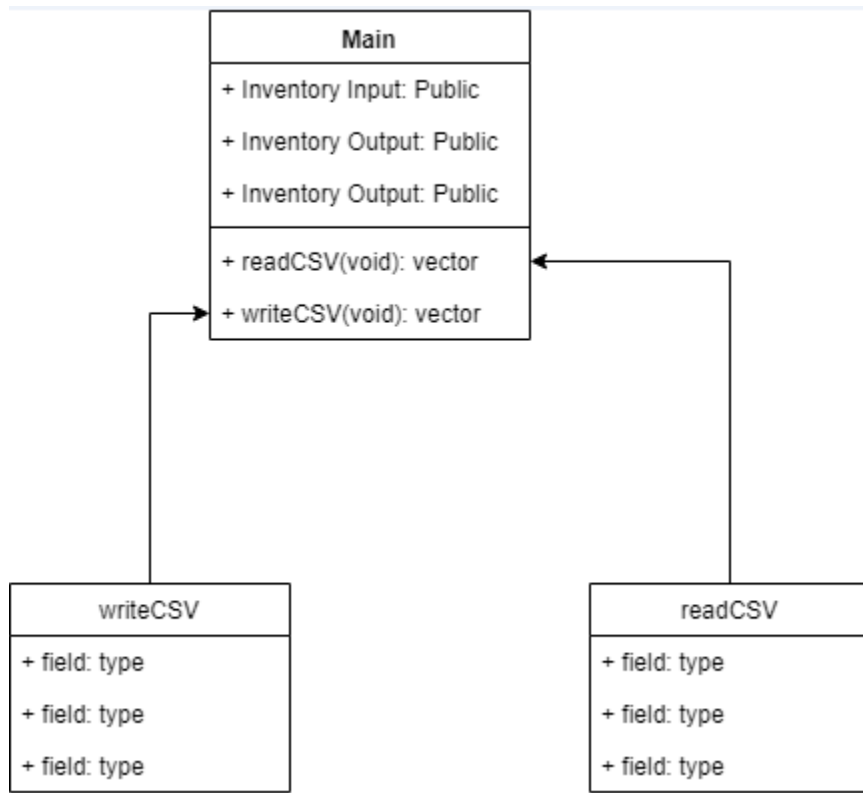 Main
+ Inventory Input: Public
+ Inventory Output: Public
+ Inventory Output: Public
+ readCSV(void): vector
+ writeCSV(void): vector
writeCSV
+ field: type
+ field: type
+ field: type
readCSV
+ field: type
+ field: type
+ field: type